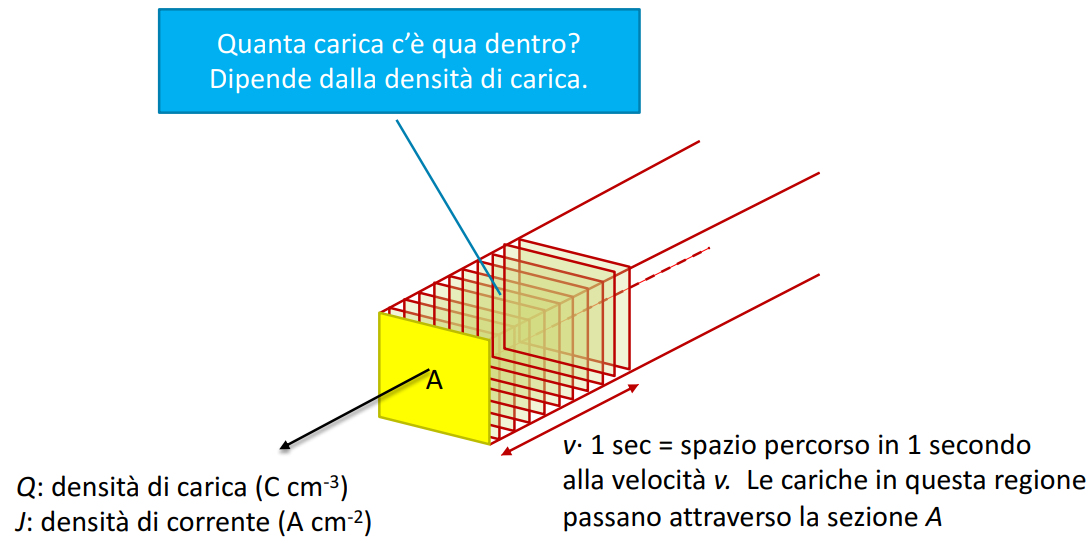 Quanta carica c’è qua dentro?
Dipende dalla densità di carica.
A
v· 1 sec = spazio percorso in 1 secondo
alla velocità v. Le cariche in questa regione
passano attraverso la sezione A
Q: densità di carica (C cm-3)
J: densità di corrente (A cm-2)